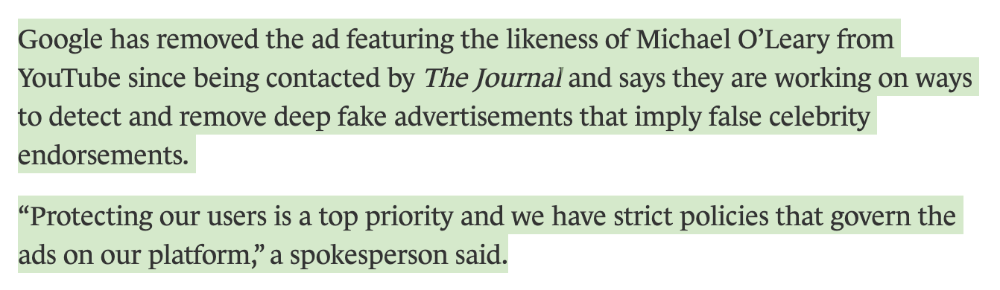 Google has removed the ad featuring the likeness of Michael O’Leary from
YouTube since being contacted by The Journal and says they are working on ways
to detect and remove deep fake advertisements that imply false celebrity
endorsements.
“Protecting our users is a top priority and we have strict policies that govern the
ads on our platform,” a spokesperson said.